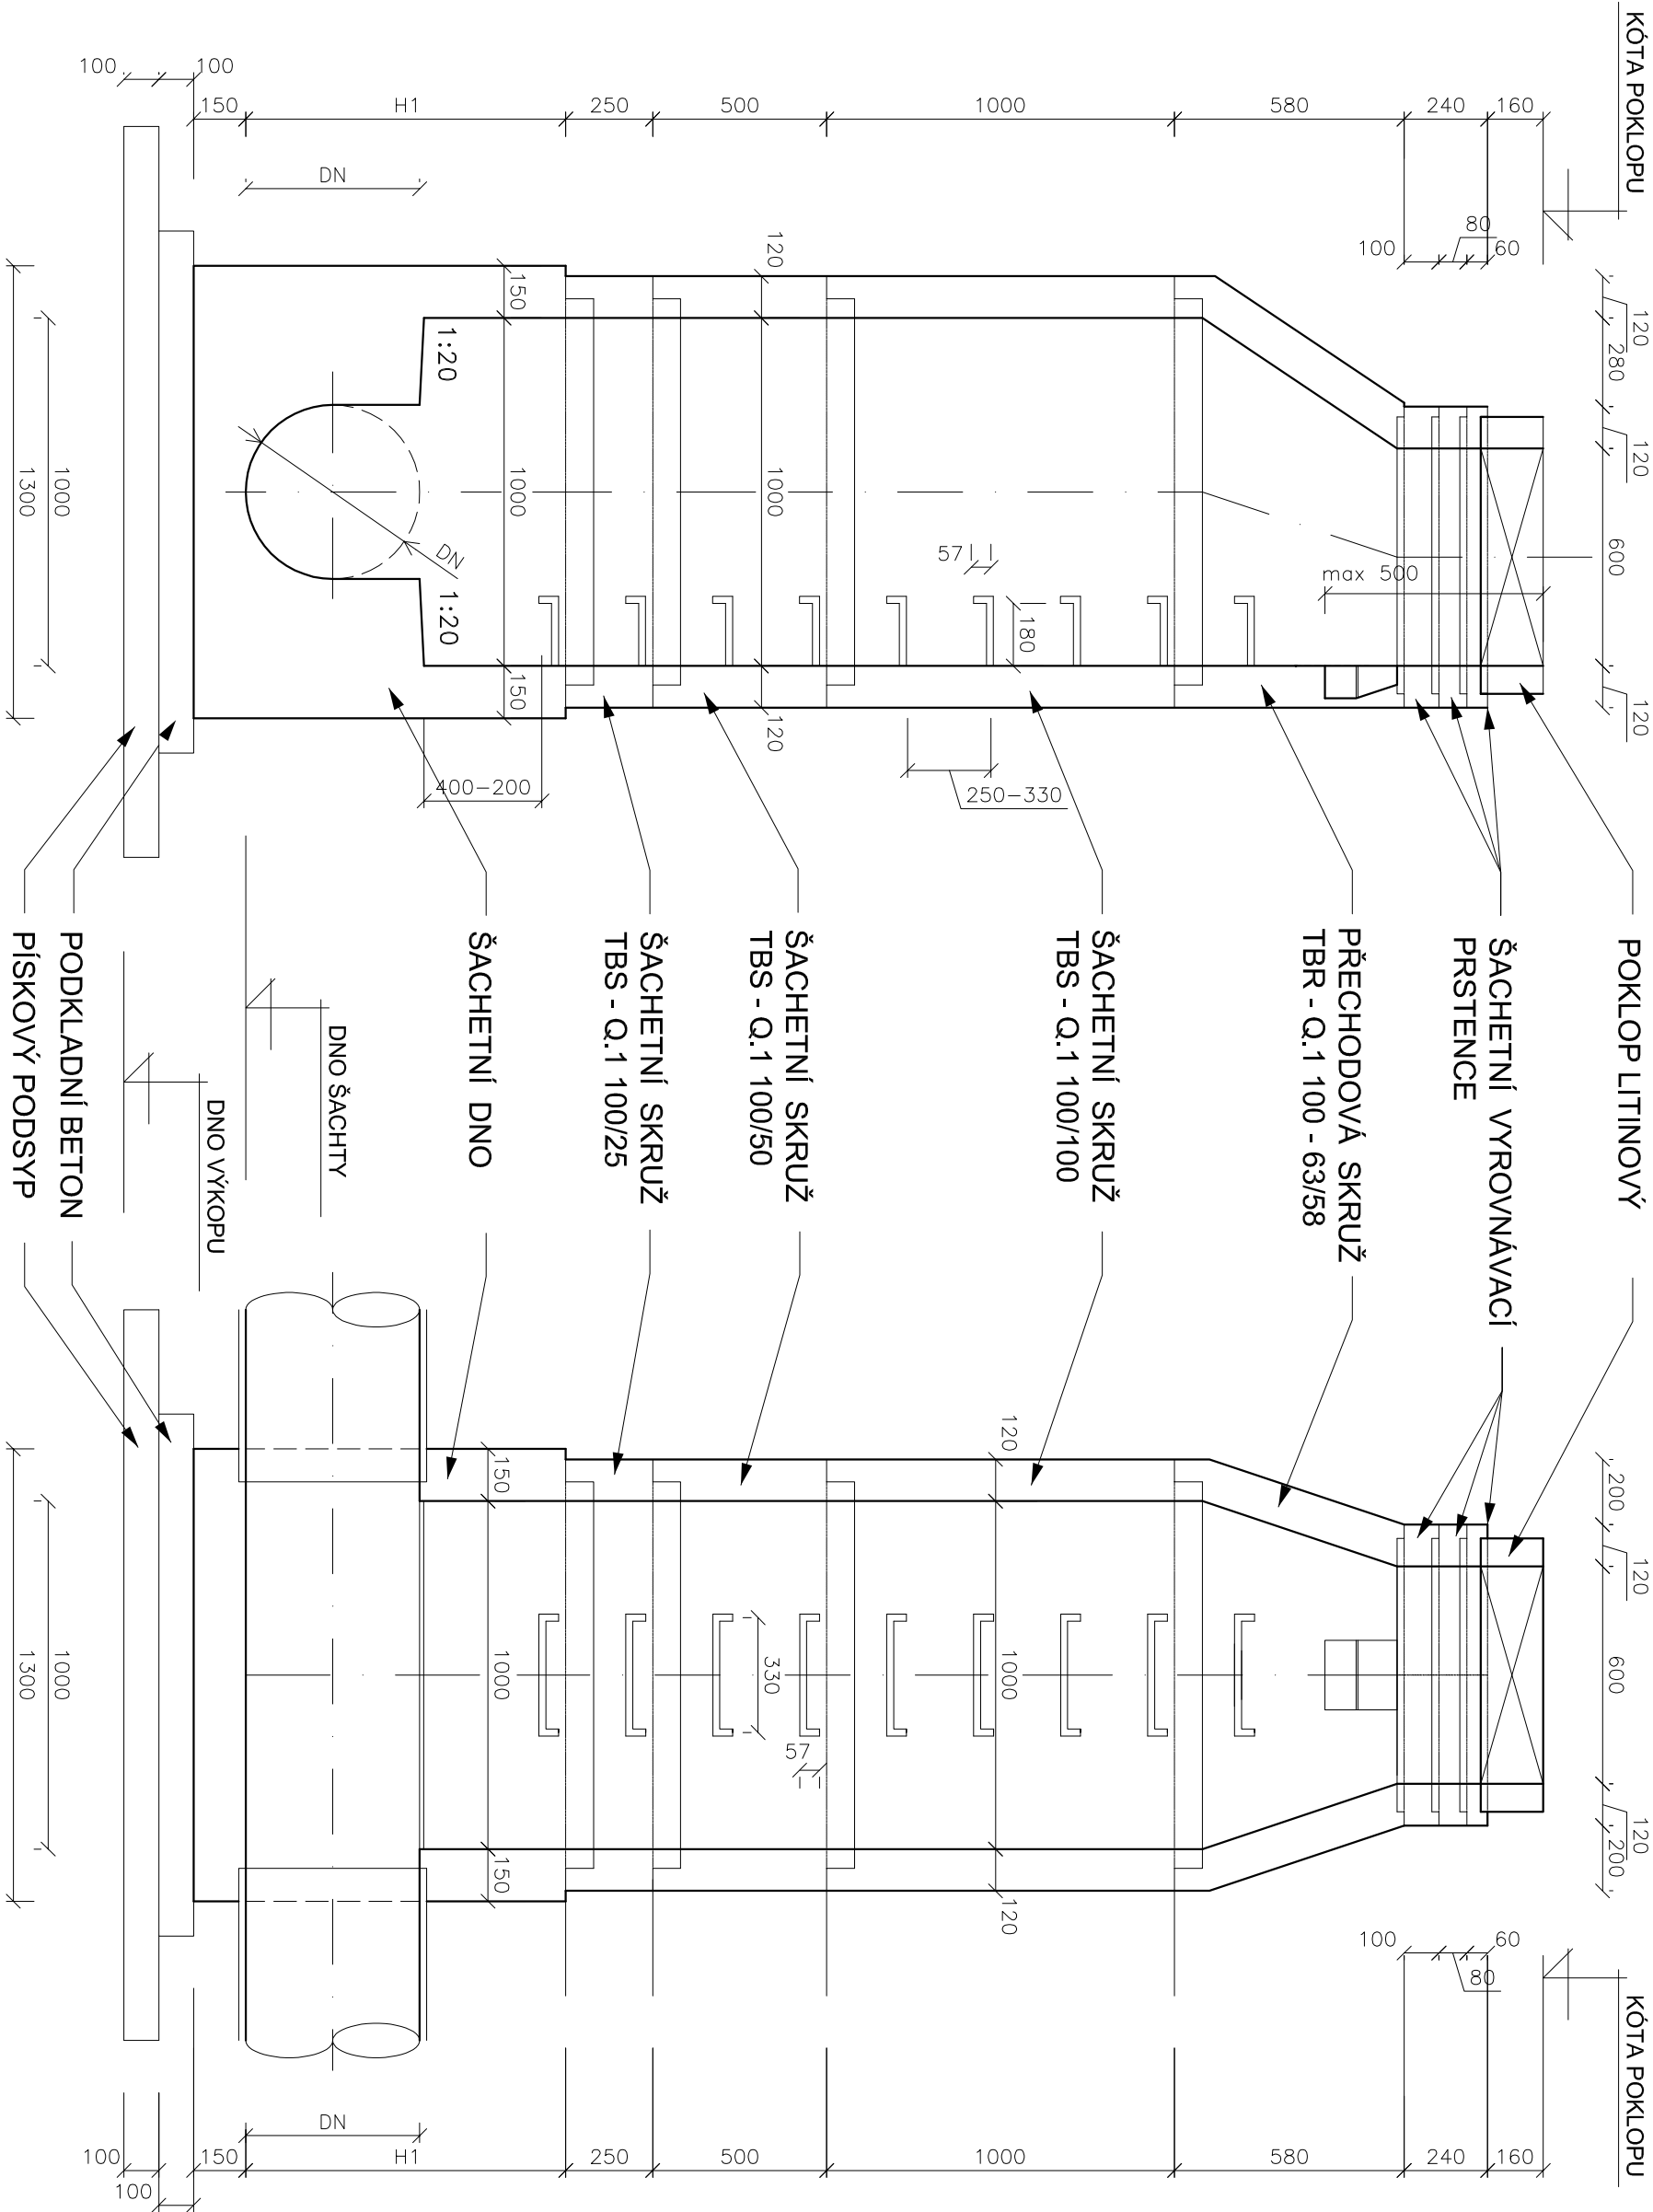 KÓTA POKLOPU
160
240
580
1000
500
250
H1
150
100
100
DN
80
60
100
120
280
120
600
120
max 500
57
180
120
1000
120
150
1000
150
1:20
1:20
DN
1000
1300
400-200
250-330
POKLOP LITINOVÝ
ŠACHETNÍ VYROVNÁVACÍ
PRSTENCE
PŘECHODOVÁ SKRUŽ
TBR - Q.1 100 - 63/58
ŠACHETNÍ SKRUŽ
TBS - Q.1 100/100
ŠACHETNÍ SKRUŽ
TBS - Q.1 100/50
ŠACHETNÍ SKRUŽ
TBS - Q.1 100/25
ŠACHETNÍ DNO
DNO ŠACHTY
DNO VÝKOPU
PODKLADNÍ BETON
PÍSKOVÝ PODSYP
200
120
600
120
200
120
1000
120
330
57
150
1000
150
1000
1300
KÓTA POKLOPU
60
80
100
160
240
580
1000
500
250
H1
150
100
100
DN